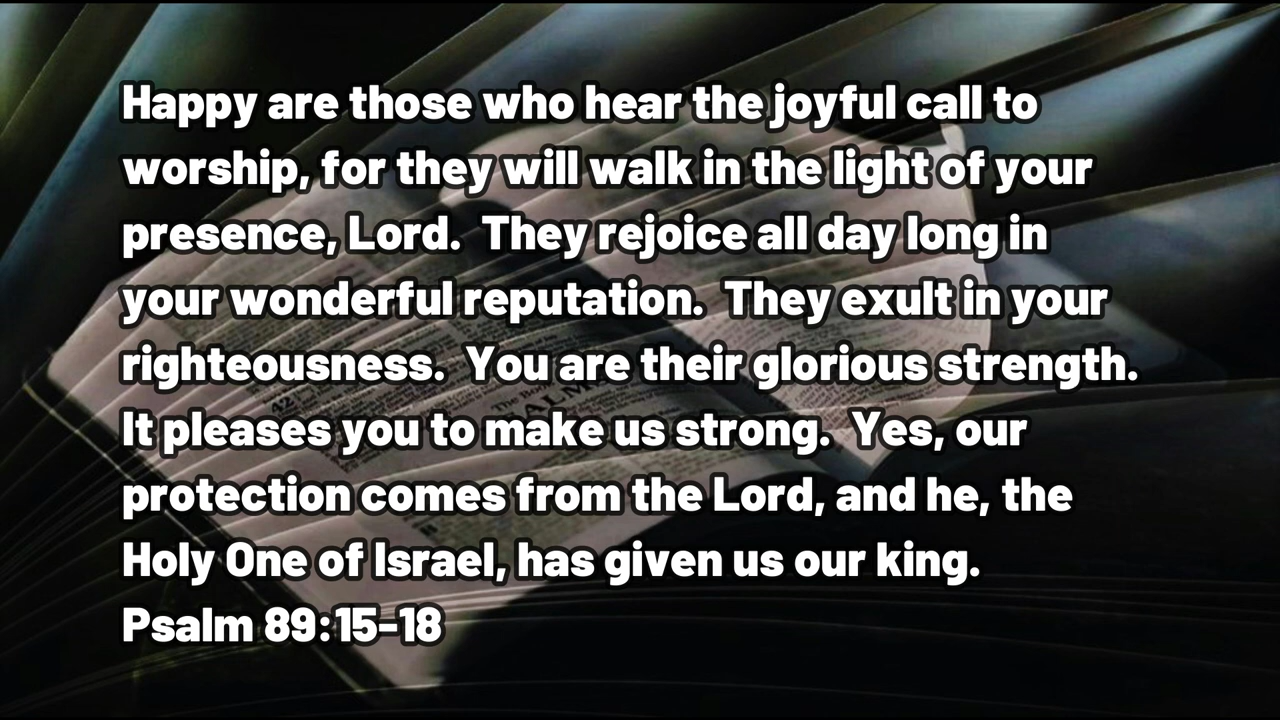 Happy are those who hear the joyful call to
worship, for they will walk in the light of your
presence, Lord.  They rejoice all day long in
your wonderful reputation.  They exult in your
righteousness.  You are their glorious strength.
It pleases you to make us strong.  Yes, our
protection comes from the Lord, and he, the
Holy One of Israel, has given us our king.
Psalm 89:15-18
42